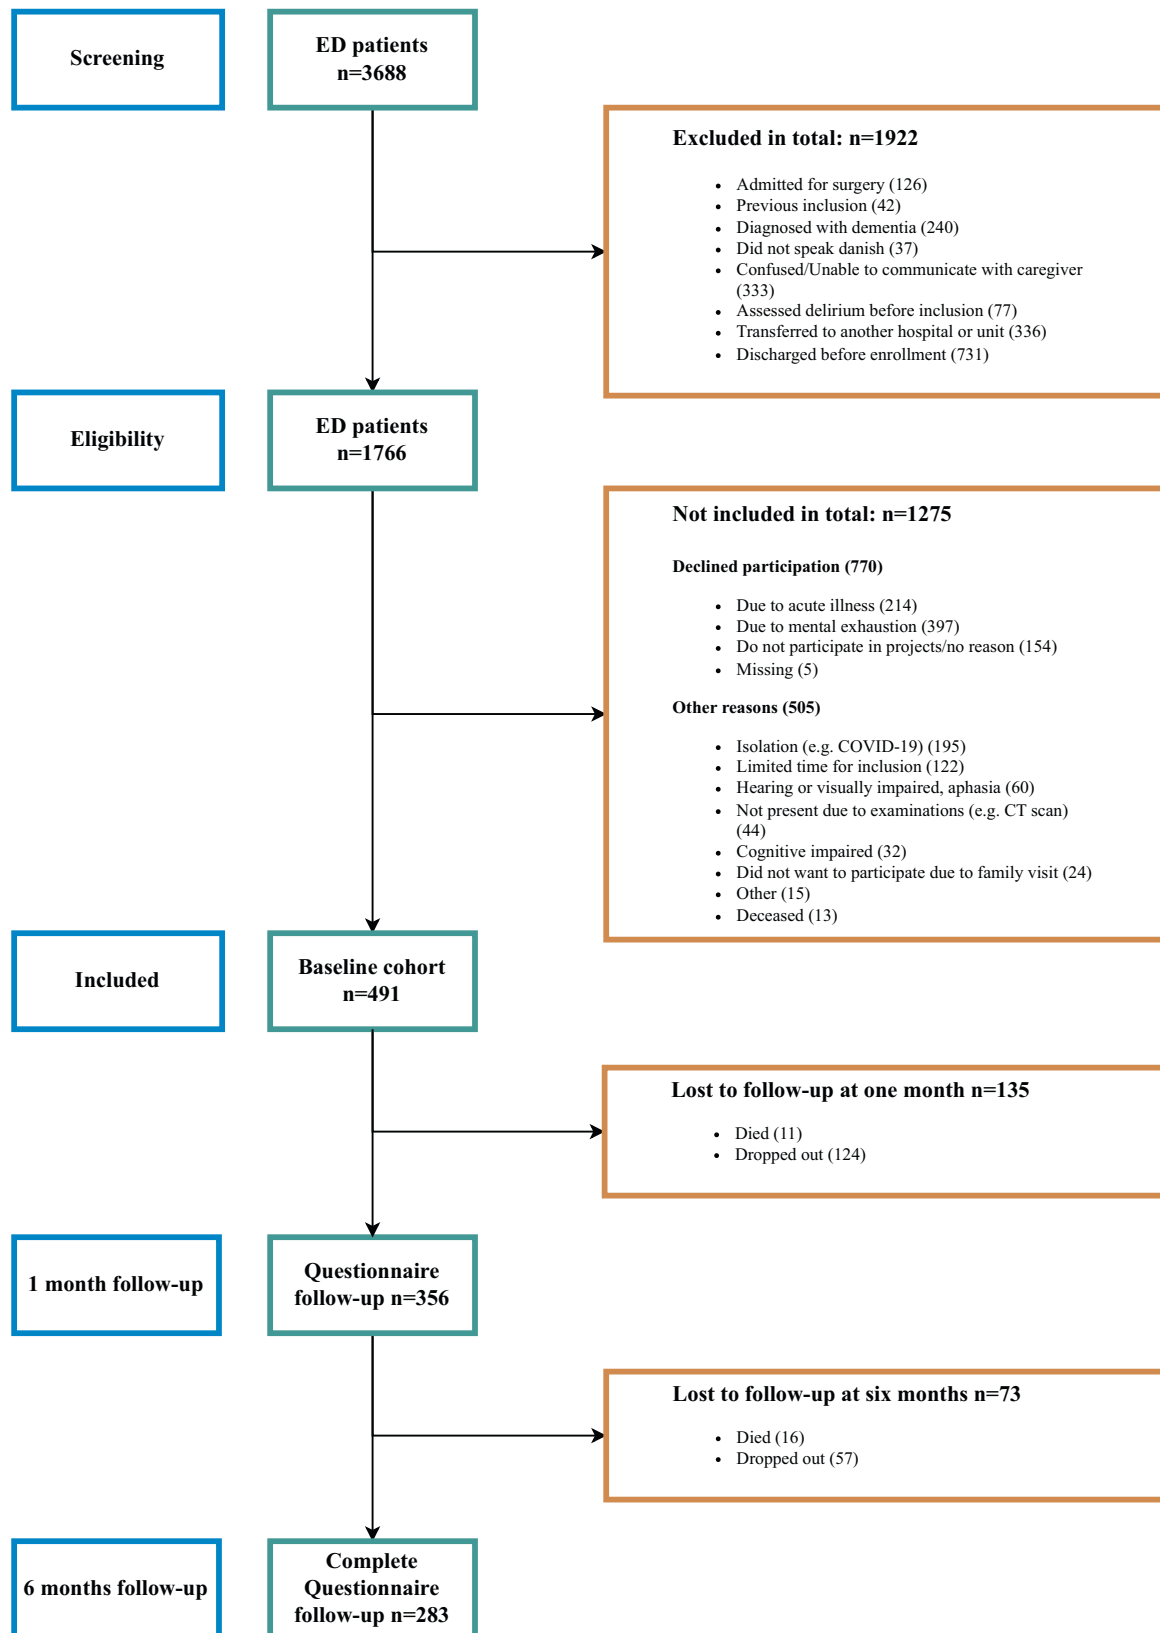 Screening
ED patients
n=3688
Excluded in total: n=1922
• Admitted for surgery (126)
• Previous inclusion (42)
• Diagnosed with dementia (240)
• Did not speak danish (37)
• Confused/Unable to communicate with caregiver
(333)
• Assessed delirium before inclusion (77)
• Transferred to another hospital or unit (336)
• Discharged before enrollment (731)
Eligibility
ED patients
n=1766
Not included in total: n=1275
Declined participation (770)
• Due to acute illness (214)
• Due to mental exhaustion (397)
• Do not participate in projects/no reason (154)
• Missing (5)
Other reasons (505)
• Isolation (e.g. COVID-19) (195)
• Limited time for inclusion (122)
• Hearing or visually impaired, aphasia (60)
• Not present due to examinations (e.g. CT scan)
(44)
• Cognitive impaired (32)
• Did not want to participate due to family visit (24)
• Other (15)
• Deceased (13)
Included
Baseline cohort
n=491
Lost to follow-up at one month n=135
• Died (11)
• Dropped out (124)
1 month follow-up
Questionnaire
follow-up n=356
Lost to follow-up at six months n=73
• Died (16)
• Dropped out (57)
6 months follow-up
Complete
Questionnaire
follow-up n=283